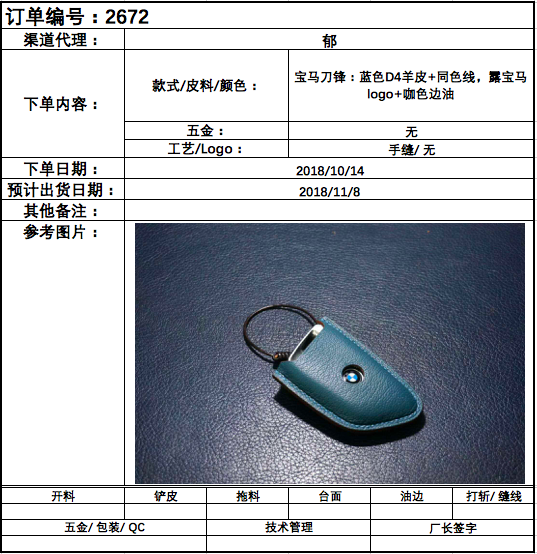 订单编号：2672
渠道代理：
郁
下单内容：
款式/皮料/颜色：
宝马刀锋：蓝色D4羊皮+同色线，露宝马
logo+咖色边油
五金：
无
工艺/Logo：
手缝/ 无
下单日期：
2018/10/14
预计出货日期：
2018/11/8
其他备注：
参考图片：
开料
铲皮
拖料
台面
油边
打斩/ 缝线
五金/ 包装/ QC
技术管理
厂长签字